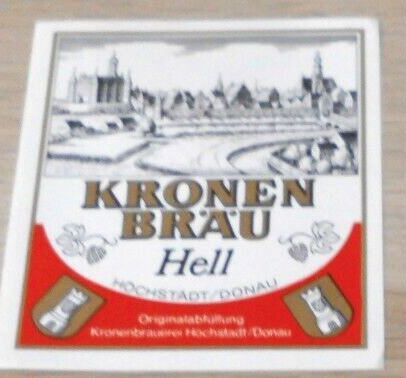 KRONEN
BRÄU
Hell
HÖCHSTÄDT/DONAU
Originalabfüllung
Kronenbrauerei Höchstädt/Donau